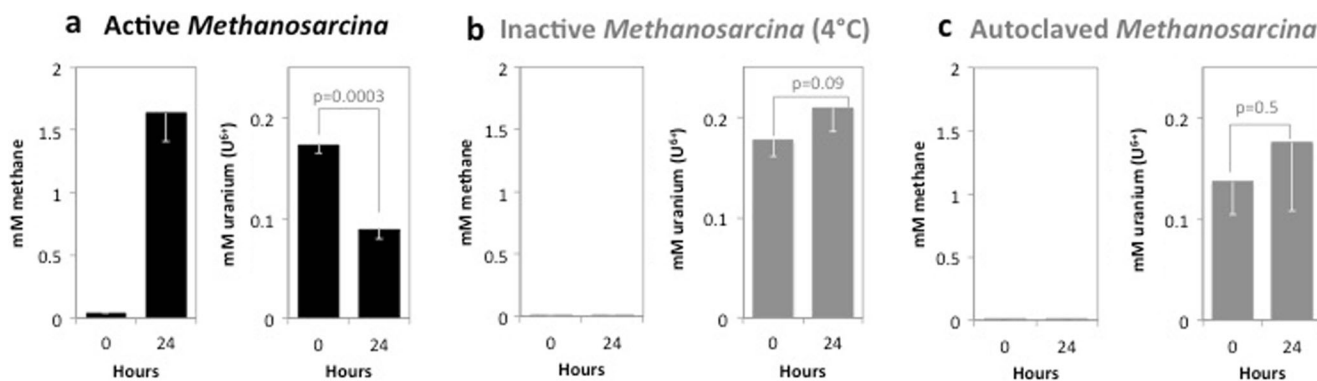 a Active Methanosarcina
2
1.5
1
0.5
0
mM methane
0 24
Hours
0.2
0.1
0
mM uranium (U⁶⁺)
p=0.0003
0 24
Hours
b Inactive Methanosarcina (4°C)
2
1.5
1
0.5
0
mM methane
0 24
Hours
0.2
0.1
0
mM uranium (U⁶⁺)
p=0.09
0 24
Hours
c Autoclaved Methanosarcina
2
1.5
1
0.5
0
mM methane
0 24
Hours
0.2
0.1
0
mM uranium (U⁶⁺)
p=0.5
0 24
Hours